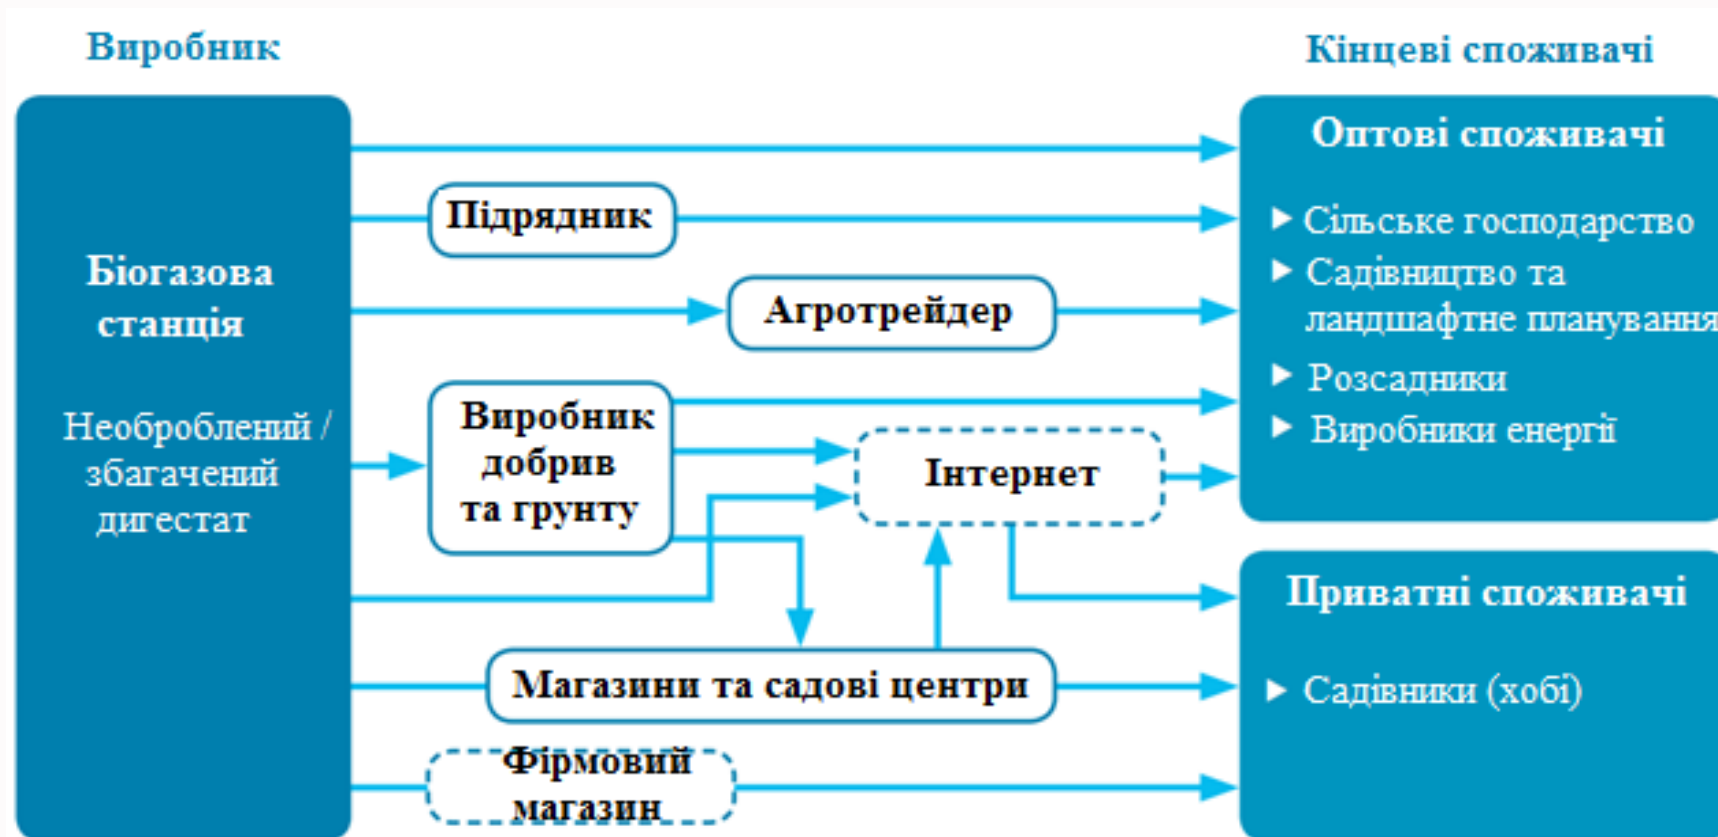 Виробник
Кінцеві споживачі
Біогазова
станція
Необроблений /
збагачений
дигестат
Підрядник
Агротрейдер
Виробник
добрив
та грунту
Інтернет
Магазини та садові центри
Фірмовий
магазин
Оптові споживачі
▶ Сільське господарство
▶ Садівництво та
ландшафтне планування
▶ Розсадники
▶ Виробники енергії
Приватні споживачі
▶ Садівники (хобі)